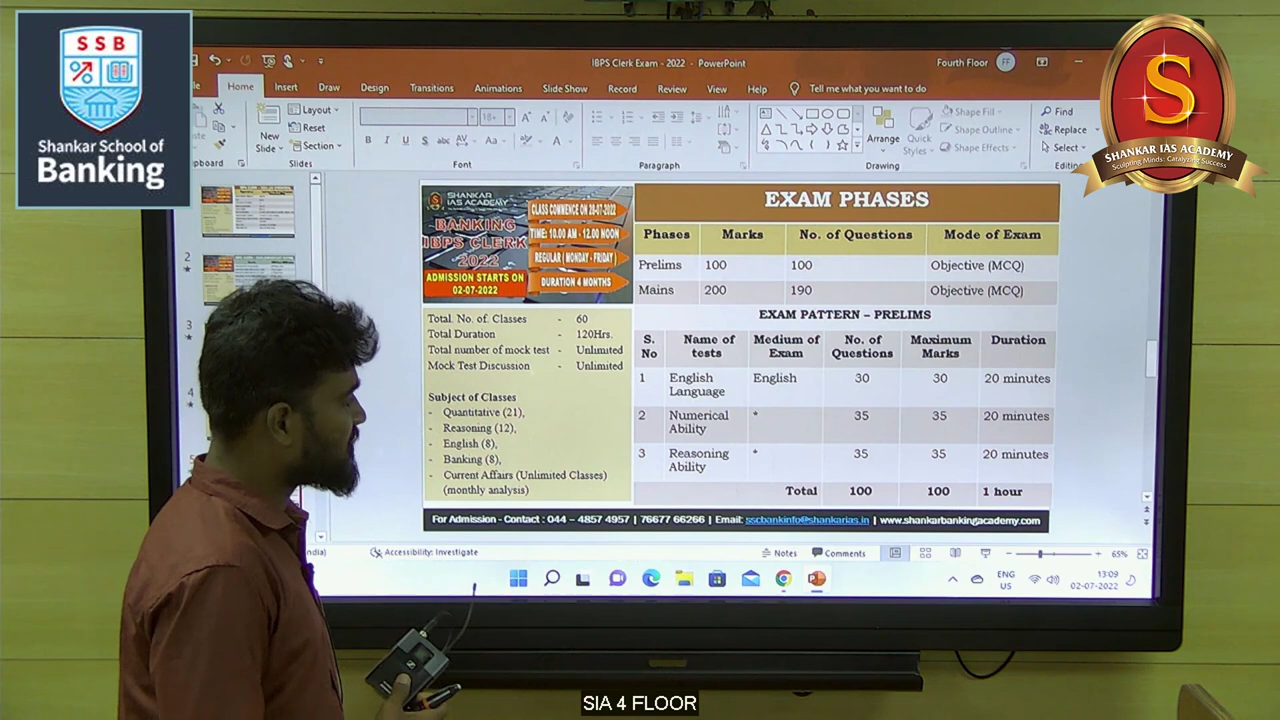 SSB
Shankar School of
Banking
S
SHANKAR IAS ACADEMY
Sculpting Minds: Catalyzing Success
IBPS Clerk Exam - 2022 - PowerPoint
Fourth Floor FF
Home Insert Draw Design Transitions Animations Slide Show Record Review View Help Tell me what you want to do
New
Slide
Layout
Reset
Section
Slides
18+
Font
Paragraph
Arrange
Quick
Styles
Shape Fill
Shape Outline
Shape Effects
Drawing
Find
Replace
Select
2
3
4
SHANKAR
IAS ACADEMY
BANKING
IBPS CLERK
2022
ADMISSION STARTS ON
02-07-2022
CLASS COMMENCE ON 28-07-2022
TIME: 10.00 AM - 12.00 NOON
REGULAR ( MONDAY - FRIDAY )
DURATION 4 MONTHS
Total. No. of. Classes - 60
Total Duration - 120Hrs.
Total number of mock test - Unlimited
Mock Test Discussion - Unlimited
Subject of Classes
- Quantitative (21),
- Reasoning (12),
- English (8),
- Banking (8),
- Current Affairs (Unlimited Classes)
(monthly analysis)
EXAM PHASES
Phases Marks No. of Questions Mode of Exam
Prelims 100 100 Objective (MCQ)
Mains 200 190 Objective (MCQ)
EXAM PATTERN – PRELIMS
S. No Name of tests Medium of Exam No. of Questions Maximum Marks Duration
1 English Language English 30 30 20 minutes
2 Numerical Ability * 35 35 20 minutes
3 Reasoning Ability * 35 35 20 minutes
Total 100 100 1 hour
For Admission - Contact : 044 – 4857 4957 | 76677 66266 | Email: sscbankinfo@shankarias.in | www.shankarbankingacademy.com
Accessibility: Investigate
Notes Comments 65%
ENG
US
13:09
02-07-2022
SIA 4 FLOOR